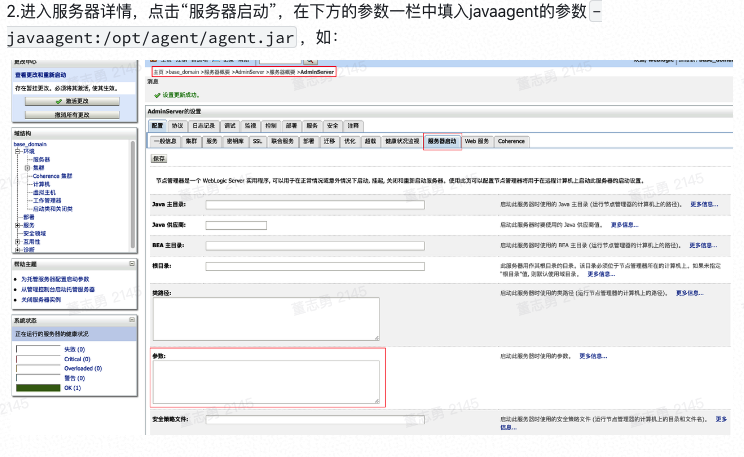 2.进入服务器详情，点击“服务器启动”，在下方的参数一栏中填入javaagent的参数 -
javaagent:/opt/agent/agent.jar ，如：
更改中心
查看更改和重新启动
存在暂挂更改。必须将其激活, 使其生效。
激活更改
撤消所有更改
域结构
base_domain
环境
服务器
集群
Coherence 集群
计算机
虚拟主机
工作管理器
启动类和关闭类
部署
服务
安全领域
互用性
诊断
帮助主题
为托管服务器配置启动参数
从管理控制台启动托管服务器
关闭服务器实例
系统状态
正在运行的服务器的健康状况
失败 (0)
Critical (0)
Overloaded (0)
警告 (0)
OK (1)
主页 >base_domain >服务器概要 >AdminServer >服务器概要 >AdminServer
消息
设置更新成功。
AdminServer的设置
配置 协议 日志记录 调试 监视 控制 部署 服务 安全 注释
一般信息 集群 服务 密钥库 SSL 联合服务 部署 迁移 优化 超载 健康状况监视 服务器启动 Web 服务 Coherence
保存
节点管理器是一个 WebLogic Server 实用程序, 可以用于在正常情况或意外情况下启动, 挂起, 关闭和重新启动服务器。使用此页可以配置节点管理器将用于在远程计算机上启动此服务器的启动设置。
Java 主目录: 启动此服务器时使用的 Java 主目录 (运行节点管理器的计算机上的路径)。 更多信息...
Java 供应商: 启动此服务器时要使用的 Java 供应商值。 更多信息...
BEA 主目录: 启动此服务器时使用的 BEA 主目录 (运行节点管理器的计算机上的路径)。 更多信息...
根目录: 此服务器用作其根目录的目录。该目录必须位于节点管理器所在的计算机上。如果未指定
"根目录"值, 则默认使用域目录。 更多信息...
类路径: 启动此服务器时使用的类路径 (运行节点管理器的计算机上的路径)。 更多信息...
参数: 启动此服务器时使用的参数。 更多信息...
安全策略文件: 启动此服务器时使用的安全策略文件 (运行节点管理器的计算机上的目录和文件名)。 更多
信息...
董志勇 2145